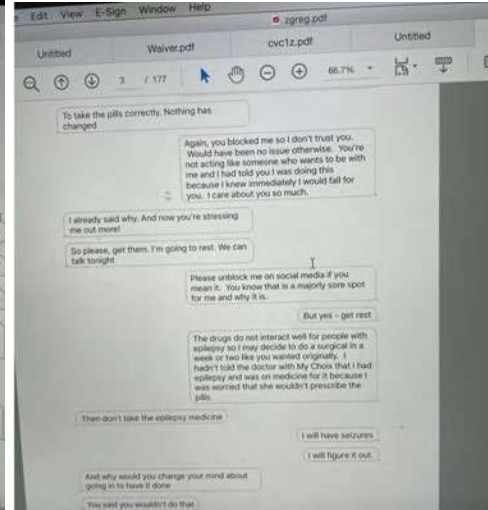 Edit View E-Sign Window Help
zgreg.pdf
Untitled Waiver.pdf cvc1z.pdf Untitled
3 / 177 66.7%
To take the pills correctly. Nothing has
changed
Again, you blocked me so I don't trust you.
Would have been no issue otherwise. You're
not acting like someone who wants to be with
me and I had told you I was doing this
because I knew immediately I would fall for
you. I care about you so much.
I already said why. And now you're stressing
me out more!
So please, get them. I'm going to rest. We can
talk tonight
Please unblock me on social media if you
mean it. You know that is a majorly sore spot
for me and why it is.
But yes - get rest
The drugs do not interact well for people with
epilepsy so I may decide to do a surgical in a
week or two like you wanted originally. I
hadn't told the doctor with My Choix that I had
epilepsy and was on medicine for it because I
was worried that she wouldn't prescribe the
pills.
Then don't take the epilepsy medicine
I will have seizures
I will figure it out
And why would you change your mind about
going in to have it done
You said you wouldn't do that